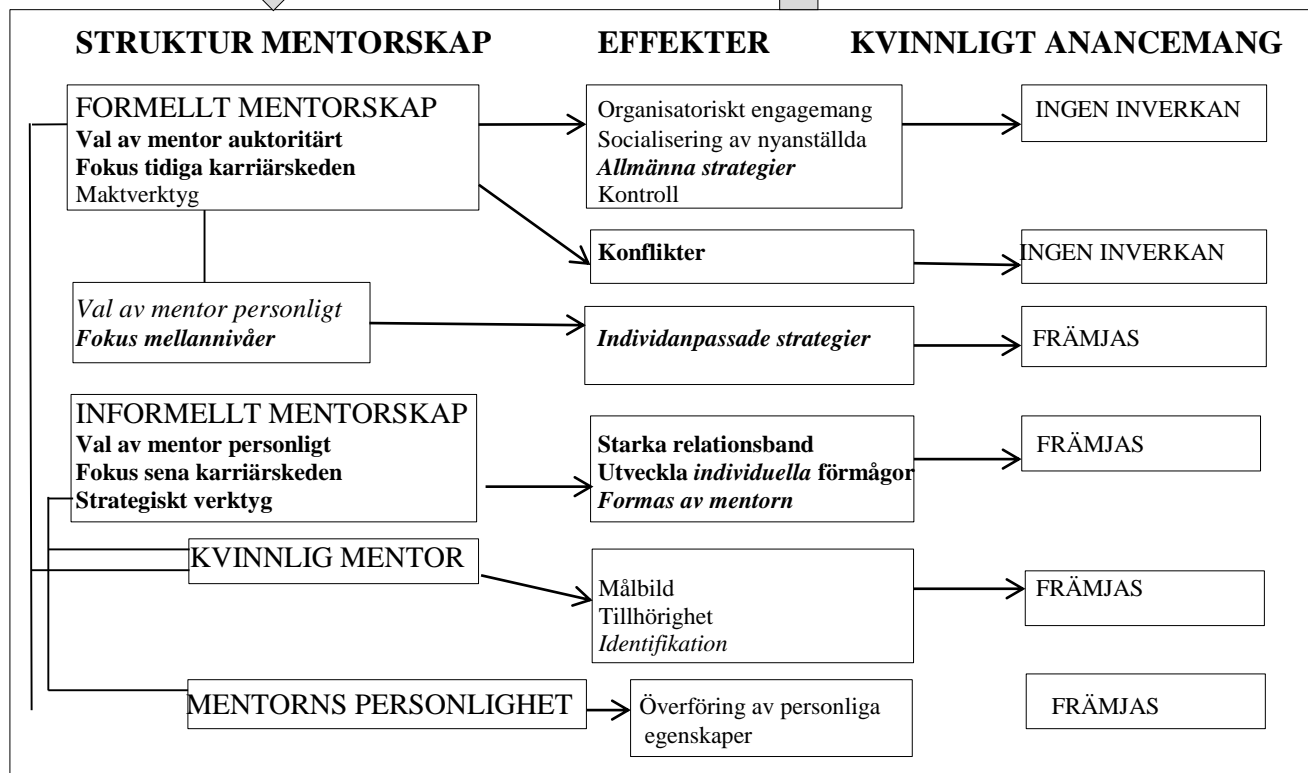 STRUKTUR MENTORSKAP EFFEKTER KVINNLIGT ANANCEMANG
FORMELLT MENTORSKAP
Val av mentor auktoritärt
Fokus tidiga karriärskeden
Maktverktyg
Organisatoriskt engagemang
Socialisering av nyanställda
Allmänna strategier
Kontroll
INGEN INVERKAN
Konflikter
INGEN INVERKAN
Val av mentor personligt
Fokus mellannivåer
Individanpassade strategier
FRÄMJAS
INFORMELLT MENTORSKAP
Val av mentor personligt
Fokus sena karriärskeden
Strategiskt verktyg
Starka relationsband
Utveckla individuella förmågor
Formas av mentorn
FRÄMJAS
KVINNLIG MENTOR
Målbild
Tillhörighet
Identifikation
FRÄMJAS
MENTORNS PERSONLIGHET
Överföring av personliga
egenskaper
FRÄMJAS